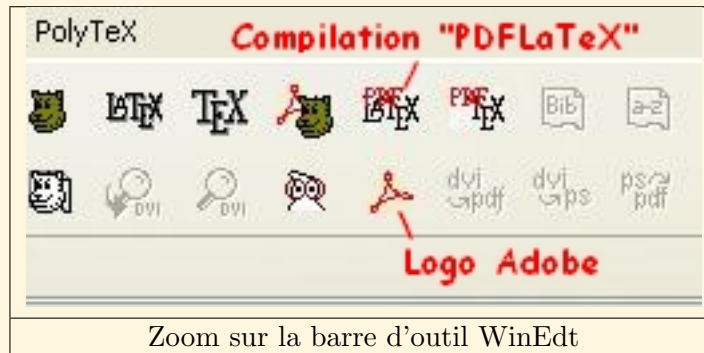 PolyTeX
Compilation "PDFLaTeX"
LATEX TEX PDF LATEX PDF TEX Bib a-z
DVI DVI dvi pdf dvi ps ps pdf
Logo Adobe
Zoom sur la barre d'outil WinEdt